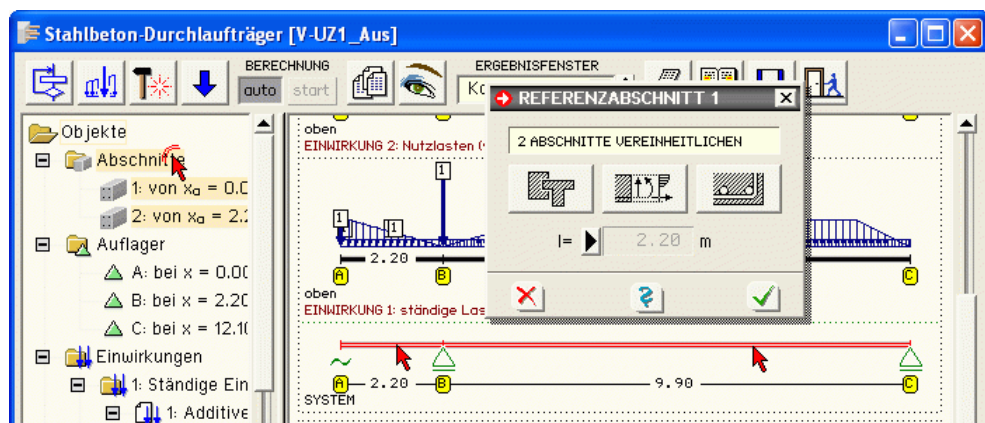 Stahlbeton-Durchlaufträger [V-UZ1_Aus]
BERECHNUNG
auto start
ERGEBNISFENSTER
Objekte
Abschnitte
1: von xa = 0.0
2: von xa = 2.2
Auflager
A: bei x = 0.00
B: bei x = 2.20
C: bei x = 12.10
Einwirkungen
1: Ständige Ein
1: Additive
oben
EINWIRKUNG 2: Nutzlasten
1
1
1
2.20
A B C
oben
EINWIRKUNG 1: ständige Las
A 2.20 B 9.90 C
SYSTEM
REFERENZABSCHNITT 1
2 ABSCHNITTE VEREINHEITLICHEN
l= 2.20 m